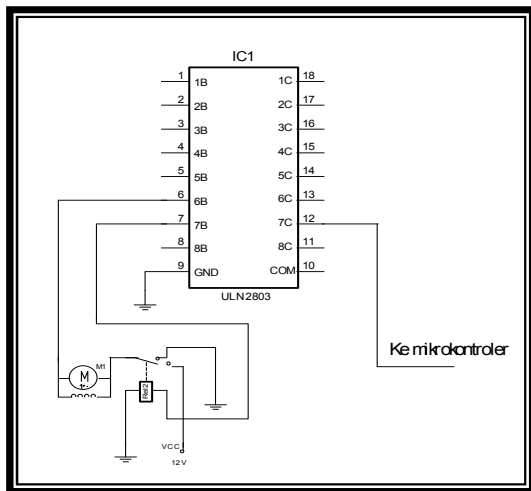 IC1
1 1B 1C 18
2 2B 2C 17
3 3B 3C 16
4 4B 4C 15
5 5B 5C 14
6 6B 6C 13
7 7B 7C 12
8 8B 8C 11
9 GND COM 10
ULN2803
Ke mikrokontroler
M1
M
Rel2
VCC
12V